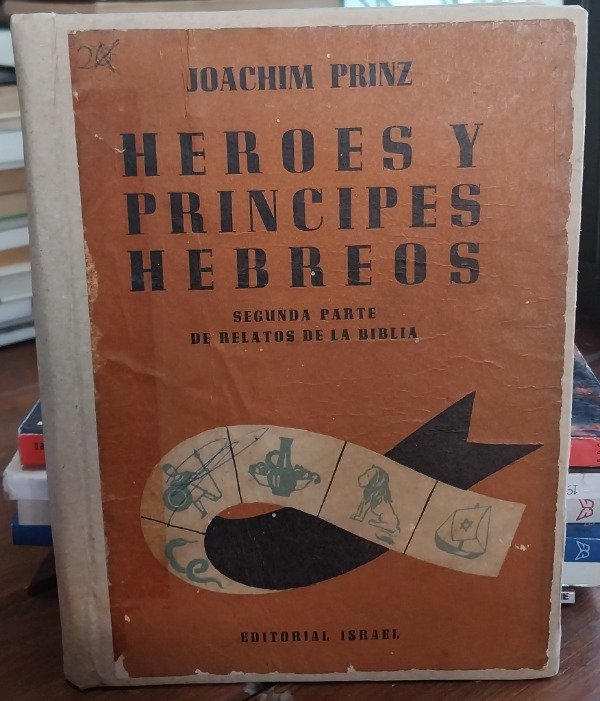 JOACHIM PRINZ
HEROES Y
PRINCIPES
HEBREOS
SEGUNDA PARTE
DE RELATOS DE LA BIBLIA
EDITORIAL ISRAEL